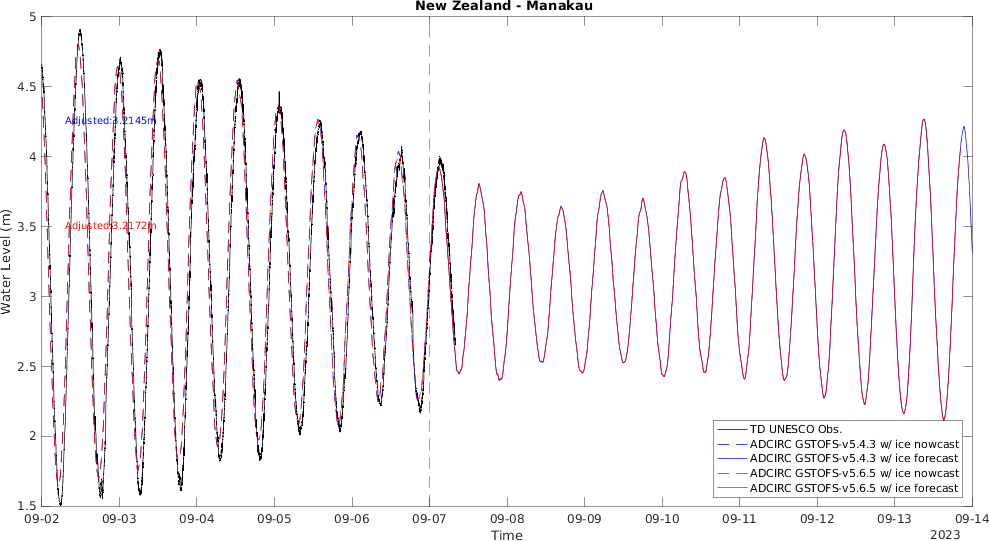 New Zealand - Manakau
Water Level (m)
5
4.5
4
3.5
3
2.5
2
1.5
Adjusted:3.2145m
Adjusted:3.2172m
TD UNESCO Obs.
ADCIRC GSTOFS-v5.4.3 w/ ice nowcast
ADCIRC GSTOFS-v5.4.3 w/ ice forecast
ADCIRC GSTOFS-v5.6.5 w/ ice nowcast
ADCIRC GSTOFS-v5.6.5 w/ ice forecast
09-02 09-03 09-04 09-05 09-06 09-07 09-08 09-09 09-10 09-11 09-12 09-13 09-14
Time
2023